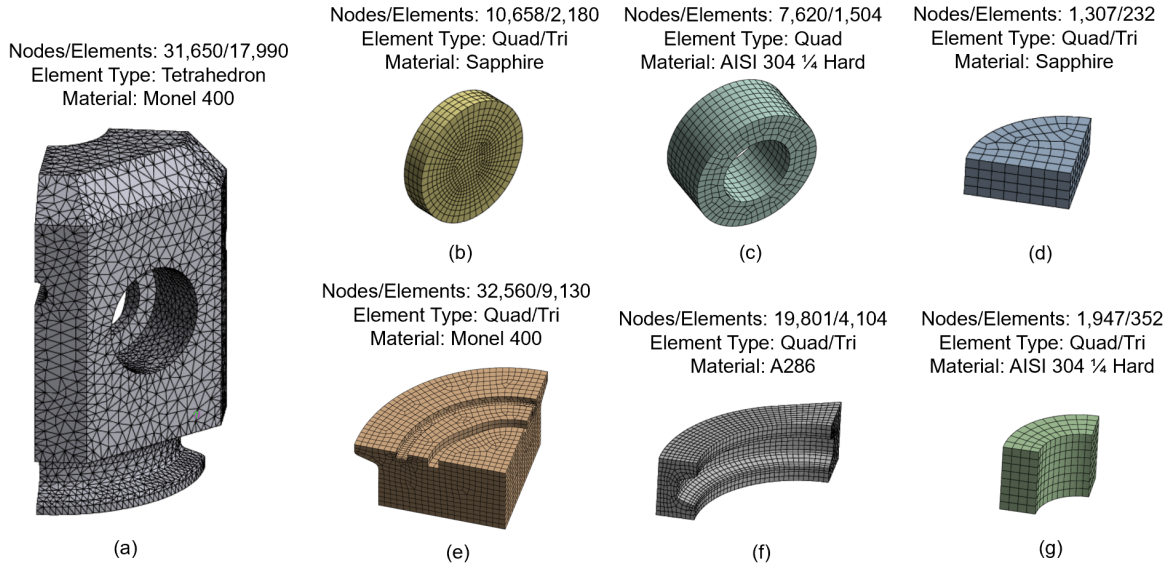 Nodes/Elements: 31,650/17,990
Element Type: Tetrahedron
Material: Monel 400
(a)
Nodes/Elements: 10,658/2,180
Element Type: Quad/Tri
Material: Sapphire
(b)
Nodes/Elements: 7,620/1,504
Element Type: Quad
Material: AISI 304 ¼ Hard
(c)
Nodes/Elements: 1,307/232
Element Type: Quad/Tri
Material: Sapphire
(d)
Nodes/Elements: 32,560/9,130
Element Type: Quad/Tri
Material: Monel 400
(e)
Nodes/Elements: 19,801/4,104
Element Type: Quad/Tri
Material: A286
(f)
Nodes/Elements: 1,947/352
Element Type: Quad/Tri
Material: AISI 304 ¼ Hard
(g)